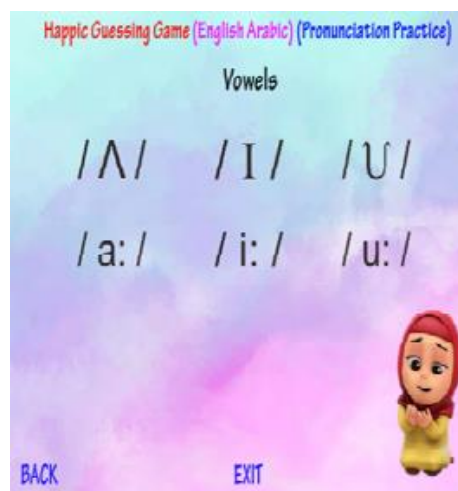 Happic Guessing Game (English Arabic) (Pronunciation Practice)
Vowels
/Λ/ /I/ /Ʊ/
/a:/ /i:/ /u:/
BACK EXIT